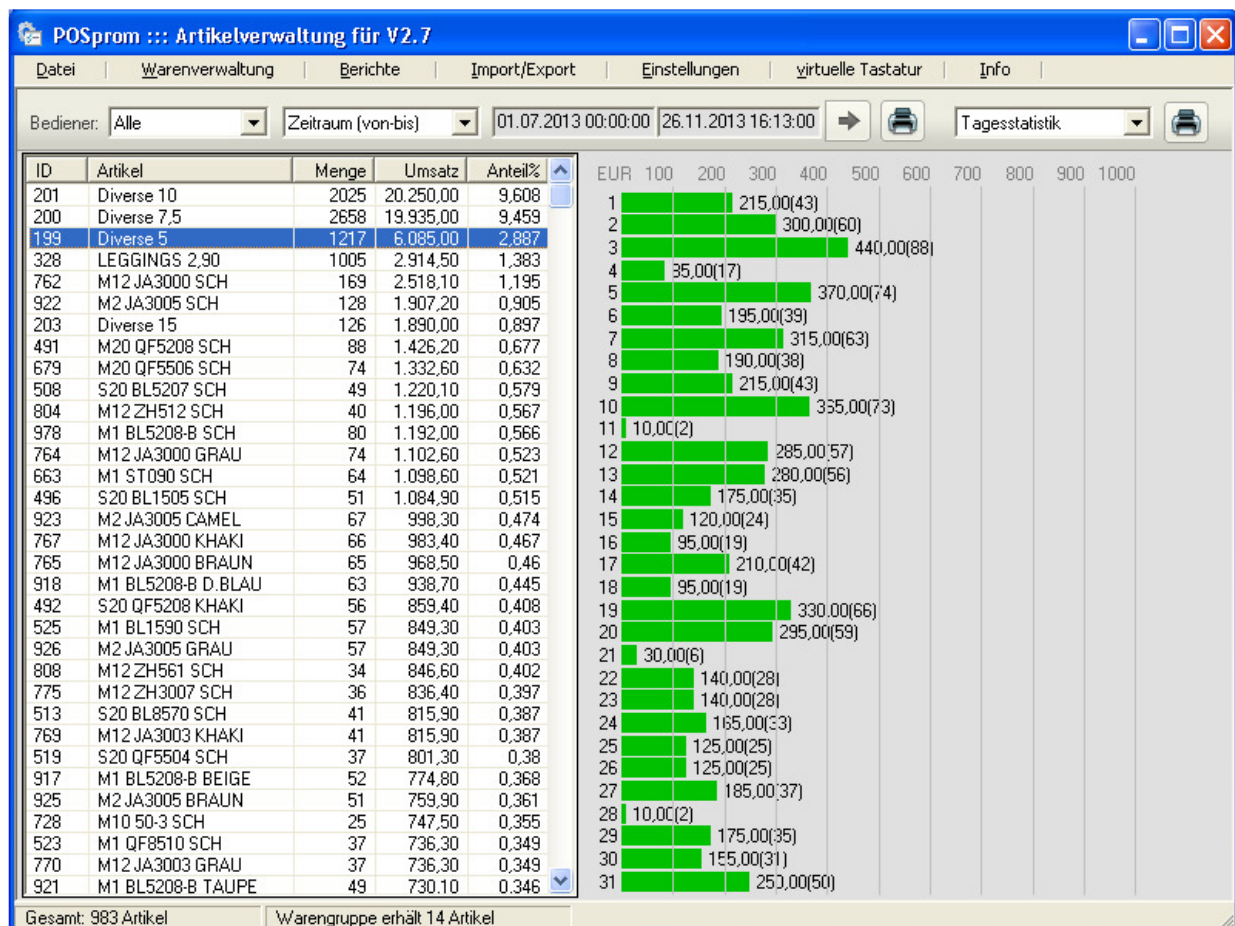 POSprom ::: Artikelverwaltung für V2.7
Datei | Warenverwaltung | Berichte | Import/Export | Einstellungen | virtuelle Tastatur | Info |
Bediener: Alle Zeitraum (von-bis) 01.07.2013 00:00:00 26.11.2013 16:13:00 Tagesstatistik
ID Artikel Menge Umsatz Anteil%
201 Diverse 10 2025 20.250,00 9,608
200 Diverse 7,5 2658 19.935,00 9,459
199 Diverse 5 1217 6.085,00 2,887
328 LEGGINGS 2,90 1005 2.914,50 1,383
762 M12 JA3000 SCH 169 2.518,10 1,195
922 M2 JA3005 SCH 128 1.907,20 0,905
203 Diverse 15 126 1.890,00 0,897
491 M20 QF5208 SCH 88 1.426,20 0,677
679 M20 QF5506 SCH 74 1.332,60 0,632
508 S20 BL5207 SCH 49 1.220,10 0,579
804 M12 ZH512 SCH 40 1.196,00 0,567
978 M1 BL5208-B SCH 80 1.192,00 0,566
764 M12 JA3000 GRAU 74 1.102,60 0,523
663 M1 ST090 SCH 64 1.098,60 0,521
496 S20 BL1505 SCH 51 1.084,90 0,515
923 M2 JA3005 CAMEL 67 998,30 0,474
767 M12 JA3000 KHAKI 66 983,40 0,467
765 M12 JA3000 BRAUN 65 968,50 0,46
918 M1 BL5208-B D.BLAU 63 938,70 0,445
492 S20 QF5208 KHAKI 56 859,40 0,408
525 M1 BL1590 SCH 57 849,30 0,403
926 M2 JA3005 GRAU 57 849,30 0,403
808 M12 ZH561 SCH 34 846,60 0,402
775 M12 ZH3007 SCH 36 836,40 0,397
513 S20 BL8570 SCH 41 815,90 0,387
769 M12 JA3003 KHAKI 41 815,90 0,387
519 S20 QF5504 SCH 37 801,30 0,38
917 M1 BL5208-B BEIGE 52 774,80 0,368
925 M2 JA3005 BRAUN 51 759,90 0,361
728 M10 50-3 SCH 25 747,50 0,355
523 M1 QF8510 SCH 37 736,30 0,349
770 M12 JA3003 GRAU 37 736,30 0,349
921 M1 BL5208-B TAUPE 49 730,10 0,346
EUR 100 200 300 400 500 600 700 800 900 1000
1 215,00(43)
2 300,00(60)
3 440,00(88)
4 85,00(17)
5 370,00(74)
6 195,00(39)
7 315,00(63)
8 190,00(38)
9 215,00(43)
10 365,00(73)
11 10,00(2)
12 285,00(57)
13 280,00(56)
14 175,00(35)
15 120,00(24)
16 95,00(19)
17 210,00(42)
18 95,00(19)
19 330,00(66)
20 295,00(59)
21 30,00(6)
22 140,00(28)
23 140,00(28)
24 165,00(33)
25 125,00(25)
26 125,00(25)
27 185,00(37)
28 10,00(2)
29 175,00(35)
30 155,00(31)
31 250,00(50)
Gesamt: 983 Artikel Warengruppe erhält 14 Artikel